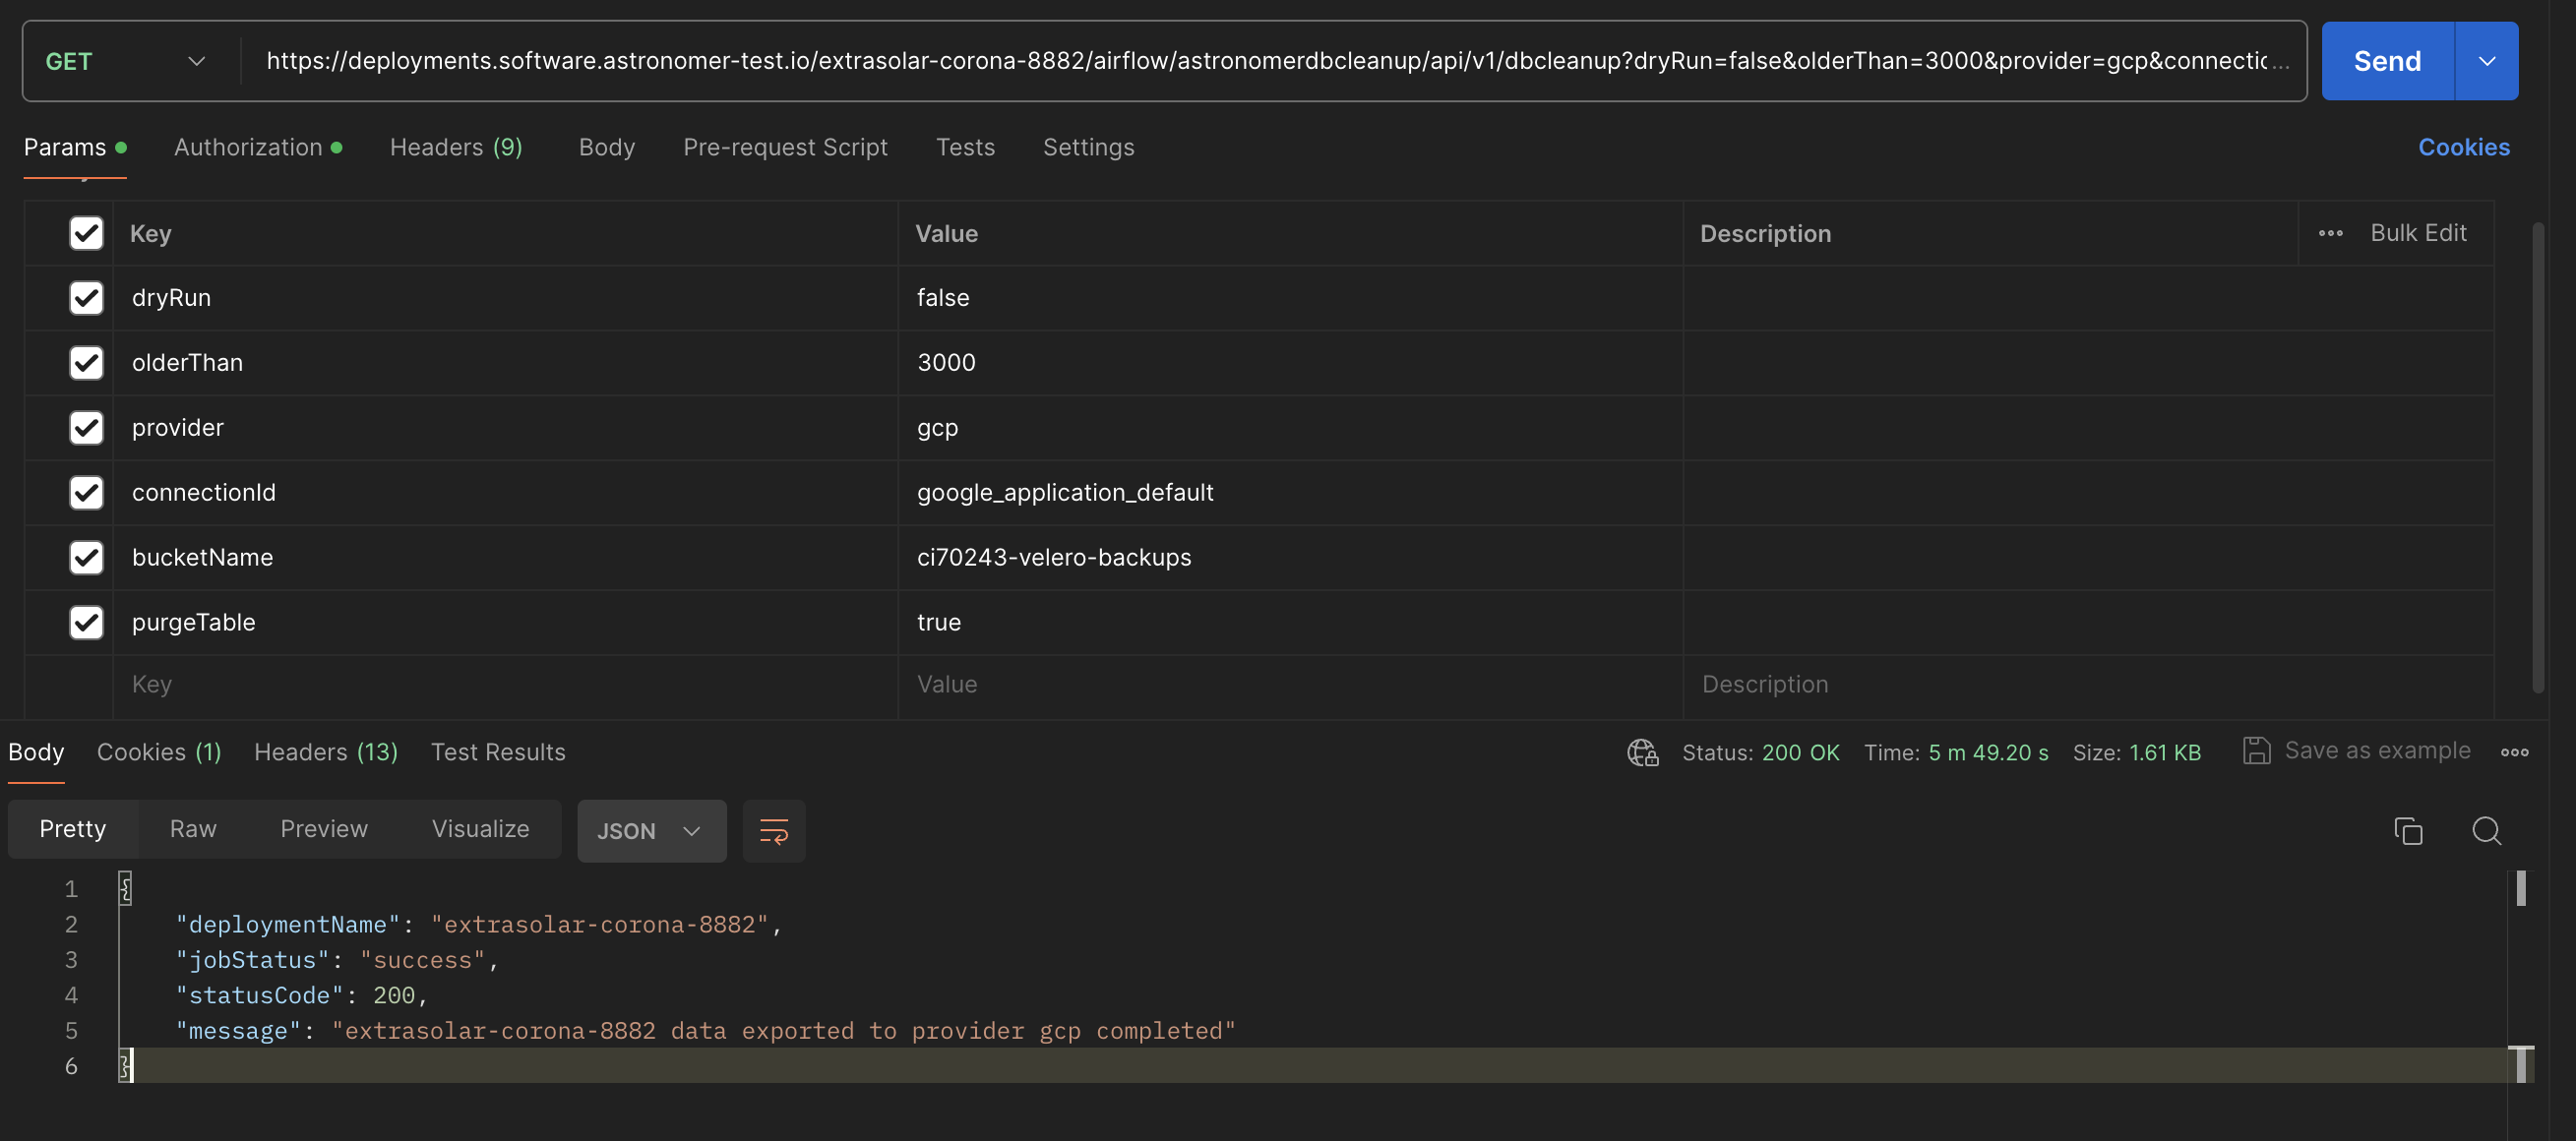 GET https://deployments.software.astronomer-test.io/extrasolar-corona-8882/airflow/astronomerdbcleanup/api/v1/dbcleanup?dryRun=false&olderThan=3000&provider=gcp&connectic... Send
Params Authorization Headers (9) Body Pre-request Script Tests Settings Cookies
Key Value Description ooo Bulk Edit
dryRun false
olderThan 3000
provider gcp
connectionId google_application_default
bucketName ci70243-velero-backups
purgeTable true
Key Value Description
Body Cookies (1) Headers (13) Test Results Status: 200 OK Time: 5 m 49.20 s Size: 1.61 KB Save as example ooo
Pretty Raw Preview Visualize JSON
1 {
2 "deploymentName": "extrasolar-corona-8882",
3 "jobStatus": "success",
4 "statusCode": 200,
5 "message": "extrasolar-corona-8882 data exported to provider gcp completed"
6 }